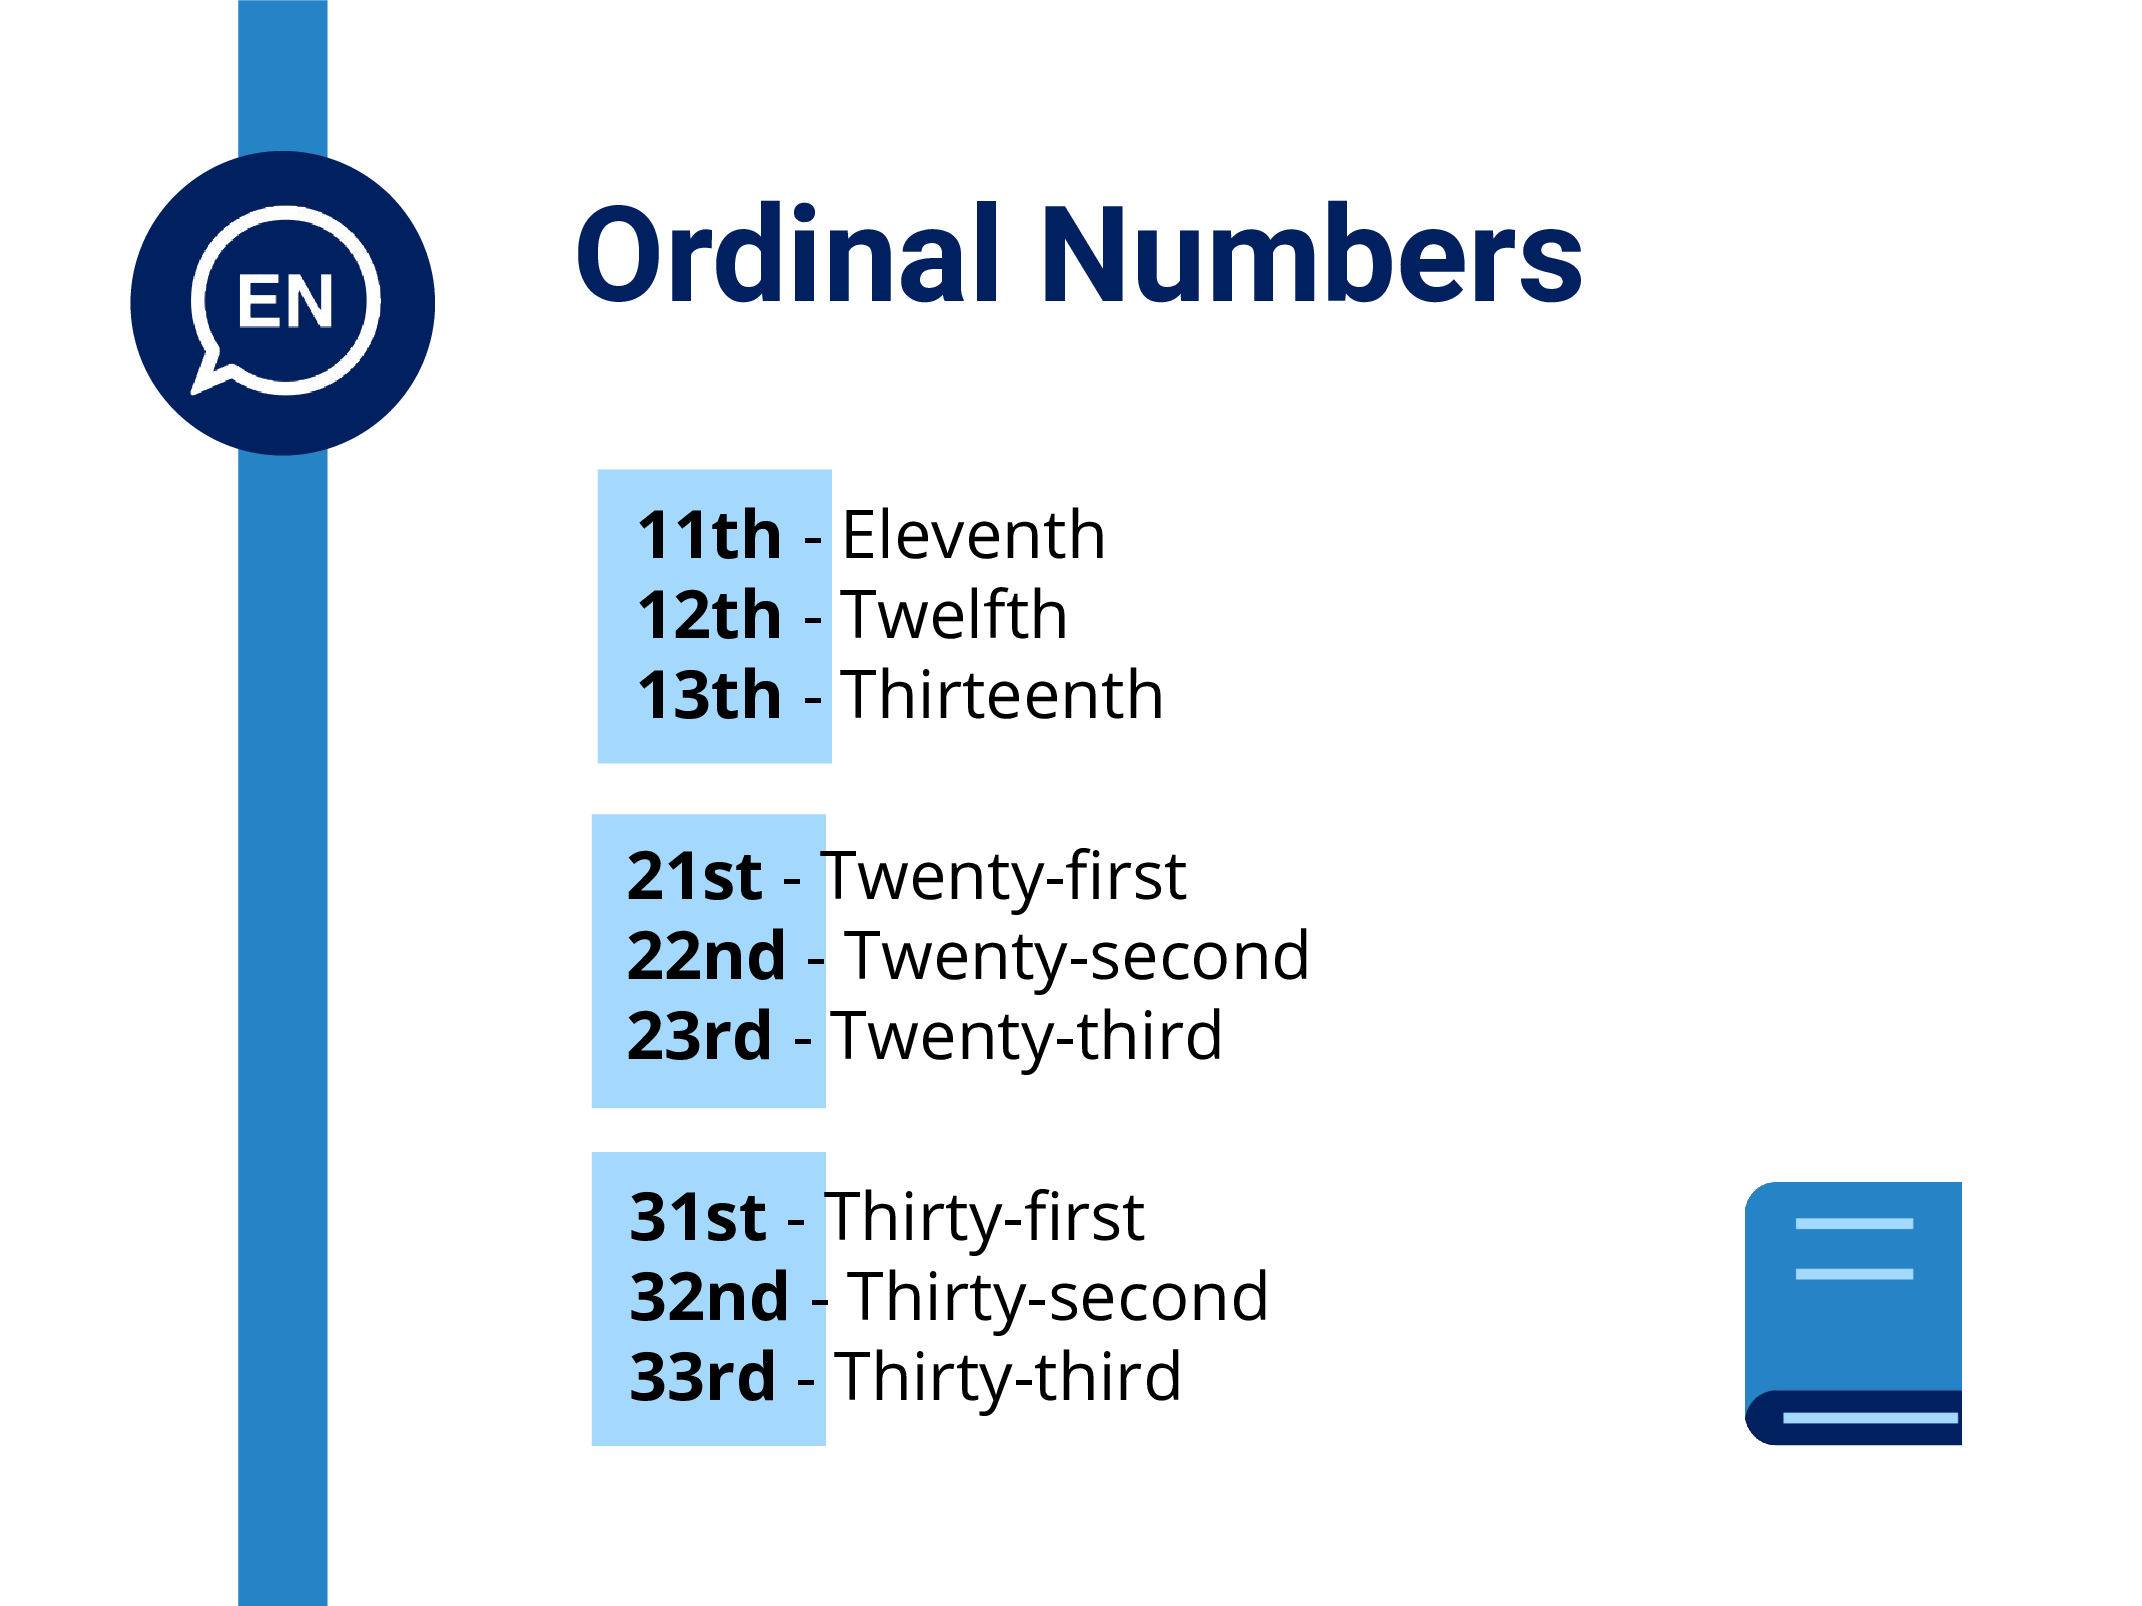 EN
Ordinal Numbers
11th - Eleventh
12th - Twelfth
13th - Thirteenth
21st - Twenty-first
22nd - Twenty-second
23rd - Twenty-third
31st - Thirty-first
32nd - Thirty-second
33rd - Thirty-third